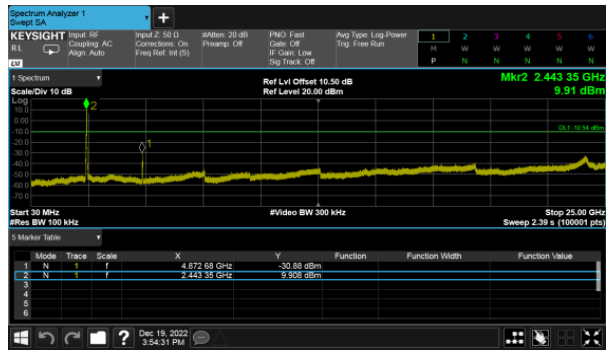 Spectrum Analyzer 1
Swept SA
+
KEYSIGHT Input: RF Input Z: 50 Ω #Atten: 20 dB PNO: Fast Avg Type: Log-Power 1 2 3 4 5 6
RL Coupling: AC Corrections: On Preamp: Off Gate: Off Trig: Free Run M W W W W W
Align: Auto Freq Ref: Int (S) IF Gain: Low P N N N N N
LXI Sig Track: Off
1 Spectrum Ref Lvl Offset 10.50 dB Mkr2 2.443 35 GHz
Scale/Div 10 dB Ref Level 20.00 dBm 9.91 dBm
Log
10.0 2
0.00
-10.0 DL1 -10.54 dBm
-20.0 1
-30.0
-40.0
-50.0
-60.0
-70.0
Start 30 MHz #Video BW 300 kHz Stop 25.00 GHz
#Res BW 100 kHz Sweep 2.39 s (100001 pts)
5 Marker Table
Mode Trace Scale X Y Function Function Width Function Value
1 N 1 f 4.872 68 GHz -30.88 dBm
2 N 1 f 2.443 35 GHz 9.908 dBm
3
4
5
6
? Dec 19, 2022
3:54:31 PM